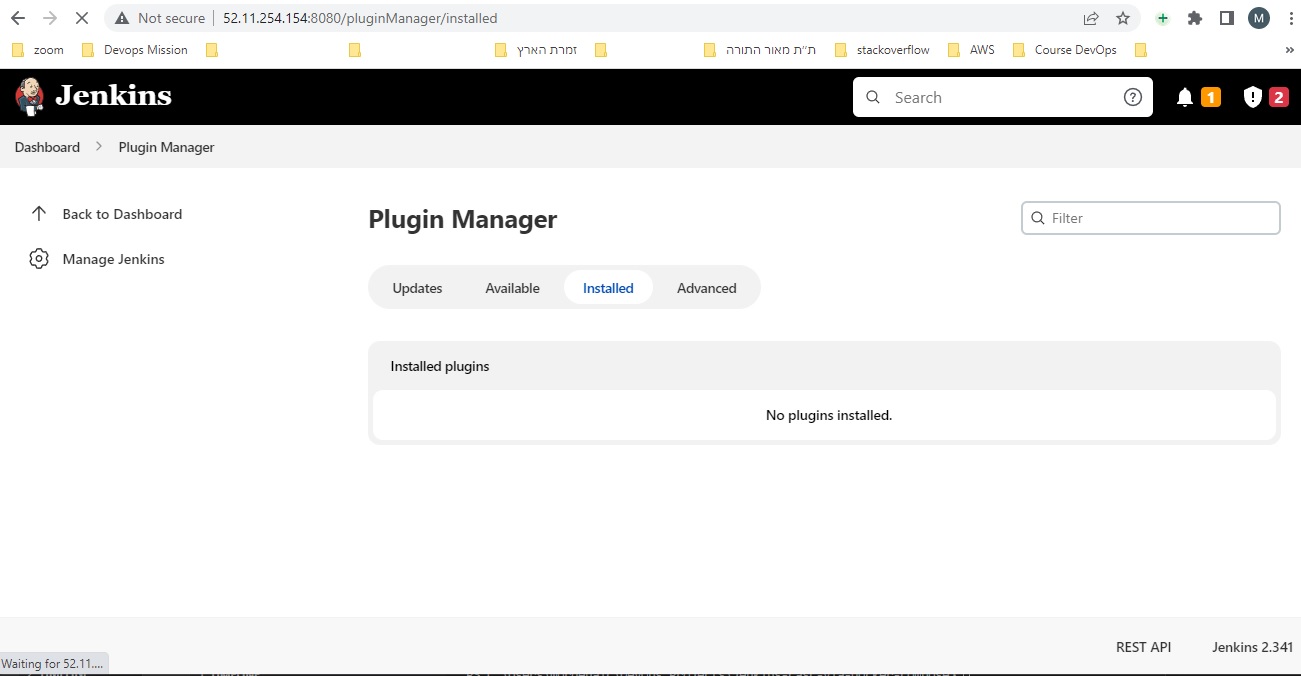 Not secure | 52.11.254.154:8080/pluginManager/installed M
zoom Devops Mission זמרת הארץ ת״ת מאור התורה stackoverflow AWS Course DevOps »
Jenkins Search 1 2
Dashboard Plugin Manager
Back to Dashboard
Manage Jenkins
Plugin Manager Filter
Updates Available Installed Advanced
Installed plugins
No plugins installed.
REST API Jenkins 2.341
Waiting for 52.11....